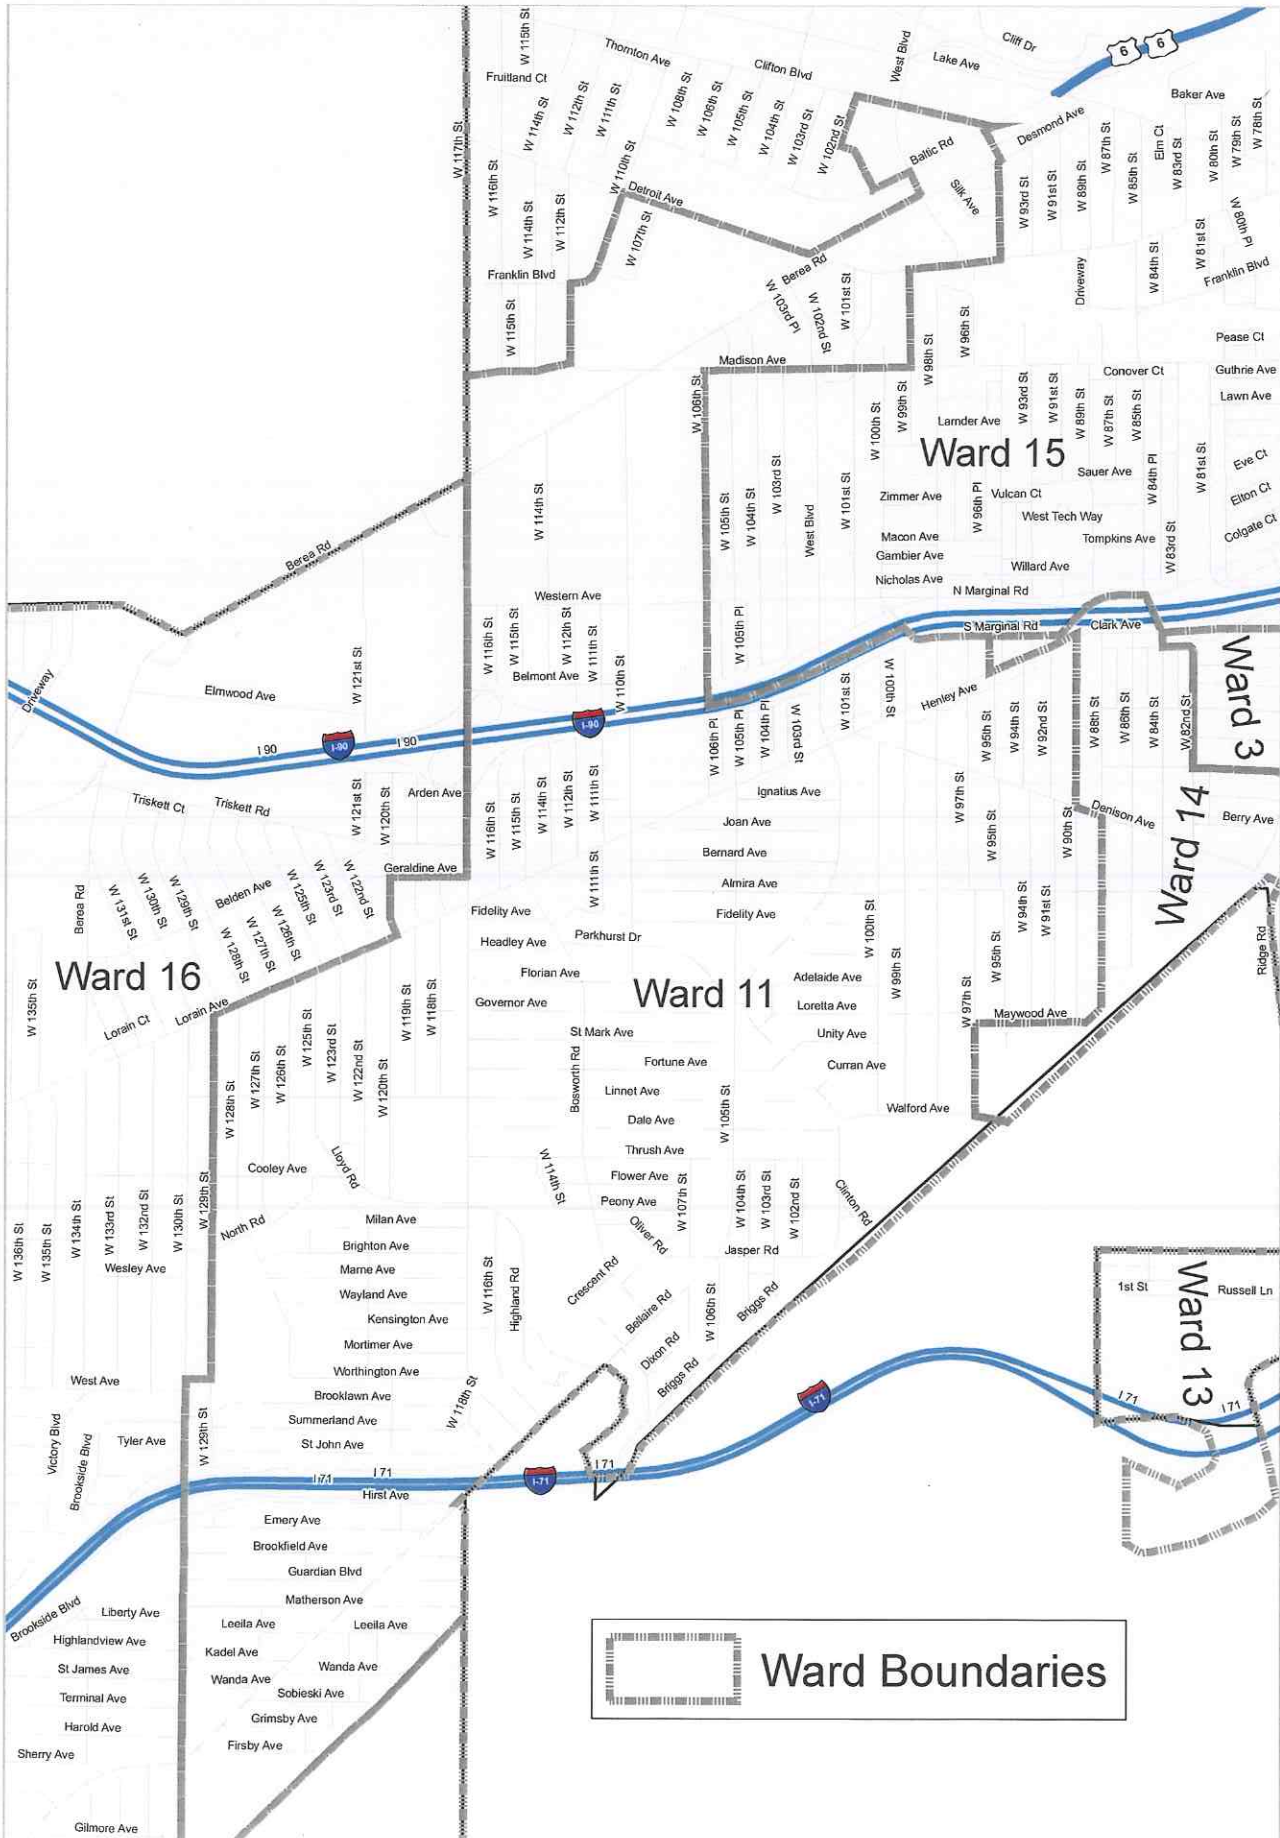 W 115th St
Thornton Ave
Clifton Blvd
West Blvd
Lake Ave
Cliff Dr
6
6
Fruitland Ct
W 114th St
W 112th St
W 111th St
W 108th St
W 106th St
W 105th St
W 104th St
W 103rd St
W 102nd St
Baker Ave
Desmond Ave
W 87th St
W 85th St
Elm Ct
W 83rd St
W 80th St
W 79th St
W 78th St
W 117th St
W 116th St
W 110th St
Detroit Ave
Baltic Rd
Silk Ave
W 93rd St
W 91st St
W 89th St
W 114th St
W 112th St
W 107th St
W 80th Pl
W 81st St
W 84th St
Franklin Blvd
Berea Rd
W 103rd Pl
W 102nd St
W 101st St
Driveway
Franklin Blvd
W 115th St
W 98th St
W 96th St
Pease Ct
Madison Ave
Conover Ct
Guthrie Ave
W 106th St
W 100th St
W 99th St
Larnder Ave
W 93rd St
W 91st St
W 89th St
W 87th St
W 85th St
Lawn Ave
Ward 15
Sauer Ave
W 84th Pl
W 81st St
Eve Ct
Elton Ct
Colgate Ct
W 114th St
W 105th St
W 104th St
W 103rd St
West Blvd
W 101st St
Zimmer Ave
W 96th Pl
Vulcan Ct
West Tech Way
Macon Ave
Tompkins Ave
W 83rd St
Gambier Ave
Willard Ave
Nicholas Ave
N Marginal Rd
Berea Rd
Western Ave
S Marginal Rd
Clark Ave
Ward 3
W 116th St
W 115th St
W 112th St
W 111th St
W 110th St
W 105th Pl
Belmont Ave
Driveway
Elmwood Ave
W 121st St
W 101st St
W 100th St
Henley Ave
I 90
I-90
I 90
I-90
W 106th Pl
W 105th Pl
W 104th Pl
W 103rd St
W 95th St
W 94th St
W 92nd St
W 88th St
W 86th St
W 84th St
W 82nd St
Triskett Ct
Triskett Rd
W 121st St
W 120th St
Arden Ave
W 116th St
W 115th St
W 114th St
W 112th St
W 111th St
Ignatius Ave
Joan Ave
W 97th St
W 95th St
W 90th St
Denison Ave
Ward 14
Berry Ave
Geraldine Ave
Bernard Ave
Almira Ave
Berea Rd
W 131st St
W 130th St
W 129th St
Belden Ave
W 128th St
W 127th St
W 126th St
W 125th St
W 123rd St
W 122nd St
Fidelity Ave
W 111th St
Fidelity Ave
Headley Ave
Parkhurst Dr
W 100th St
W 99th St
W 95th St
W 94th St
W 91st St
Ridge Rd
Ward 16
Florian Ave
Ward 11
Adelaide Ave
W 135th St
Lorain Ct
Lorain Ave
W 119th St
W 118th St
Governor Ave
Loretta Ave
W 97th St
Maywood Ave
St Mark Ave
Unity Ave
W 128th St
W 127th St
W 126th St
W 125th St
W 123rd St
W 122nd St
W 120th St
Bosworth Rd
Fortune Ave
Curran Ave
Linnet Ave
W 105th St
Walford Ave
Dale Ave
Thrush Ave
Cooley Ave
Lloyd Rd
W 114th St
Flower Ave
Peony Ave
W 107th St
W 104th St
W 103rd St
W 102nd St
Clinton Rd
W 136th St
W 135th St
W 134th St
W 133rd St
W 132nd St
W 130th St
W 129th St
North Rd
Milan Ave
Oliver Rd
Brighton Ave
Jasper Rd
Wesley Ave
Marne Ave
W 116th St
Highland Rd
Crescent Rd
Wayland Ave
Bellaire Rd
W 106th St
Briggs Rd
1st St
Ward 13
Russell Ln
Kensington Ave
Mortimer Ave
Dixon Rd
Worthington Ave
Briggs Rd
West Ave
Brooklawn Ave
W 118th St
I-71
I 71
I 71
Summerland Ave
Victory Blvd
Brookside Blvd
Tyler Ave
W 129th St
St John Ave
I 71
I 71
I-71
I 71
Hirst Ave
Emery Ave
Brookfield Ave
Guardian Blvd
Matherson Ave
Brookside Blvd
Liberty Ave
Leeila Ave
Leeila Ave
Highlandview Ave
Kadel Ave
St James Ave
Wanda Ave
Wanda Ave
Terminal Ave
Sobieski Ave
Harold Ave
Grimsby Ave
Sherry Ave
Firsby Ave
Gilmore Ave
Ward Boundaries